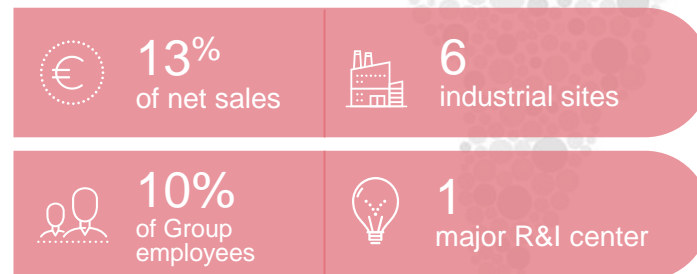 €
13%
of net sales
6
industrial sites
10%
of Group
employees
1
major R&I center